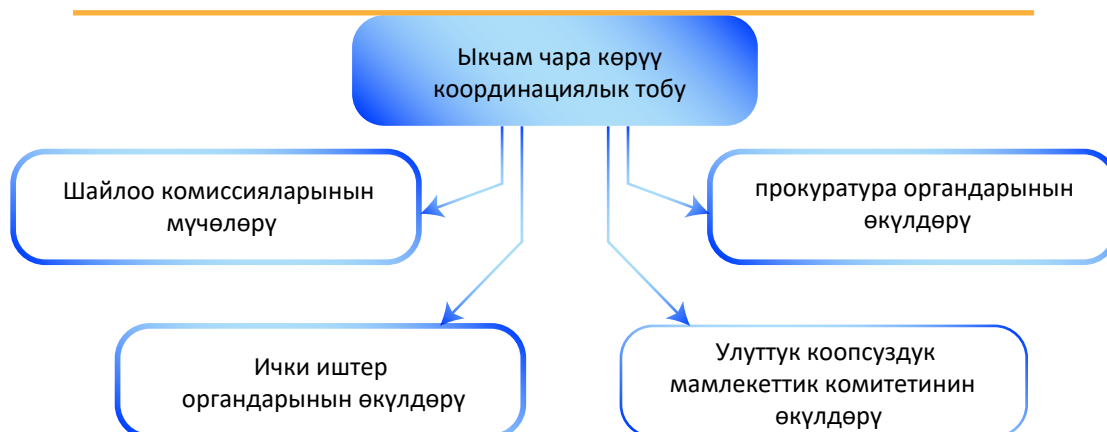 Ыкчам чара көрүү
координациялык тобу
Шайлоо комиссияларынын
мүчөлөрү
прокуратура органдарынын
өкүлдөрү
Ички иштер
органдарынын өкүлдөрү
Улуттук коопсуздук
мамлекеттик комитетинин
өкүлдөрү